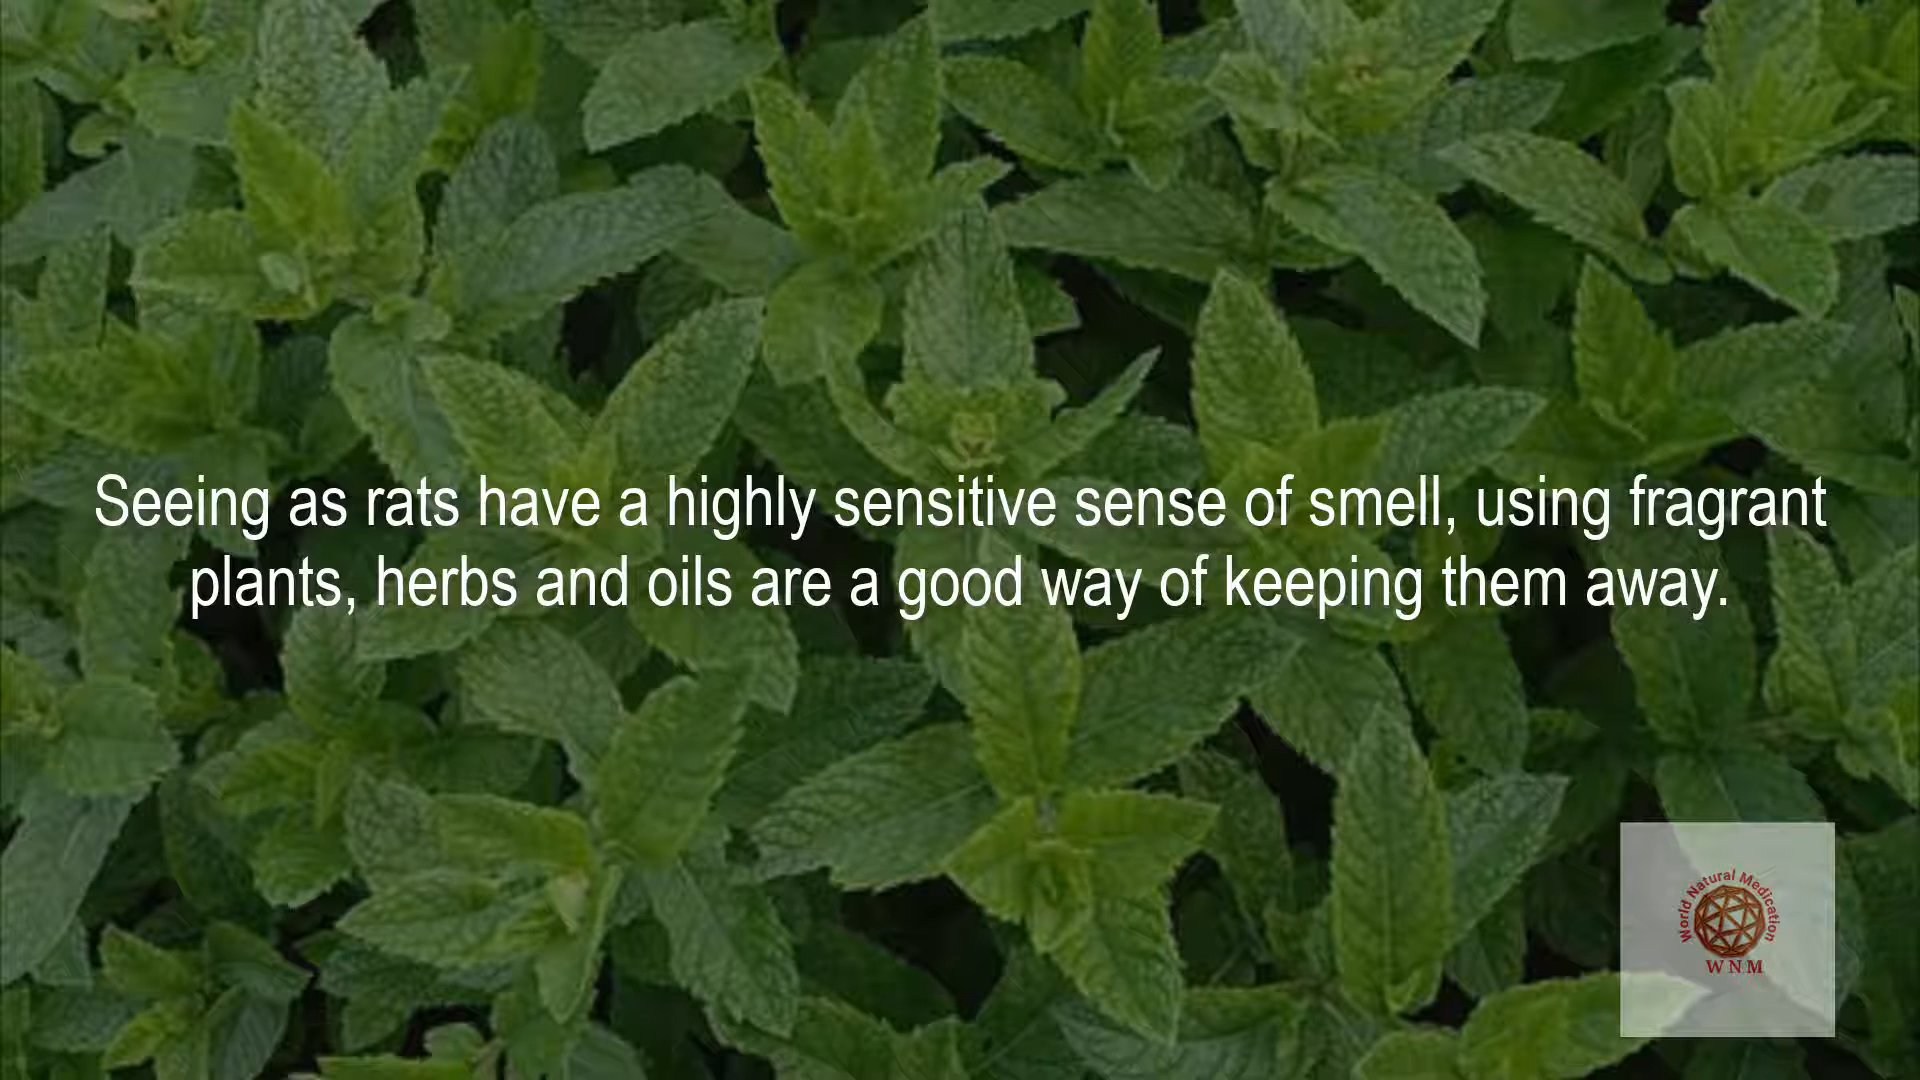 Seeing as rats have a highly sensitive sense of smell, using fragrant
plants, herbs and oils are a good way of keeping them away.
World Natural Medication
WNM